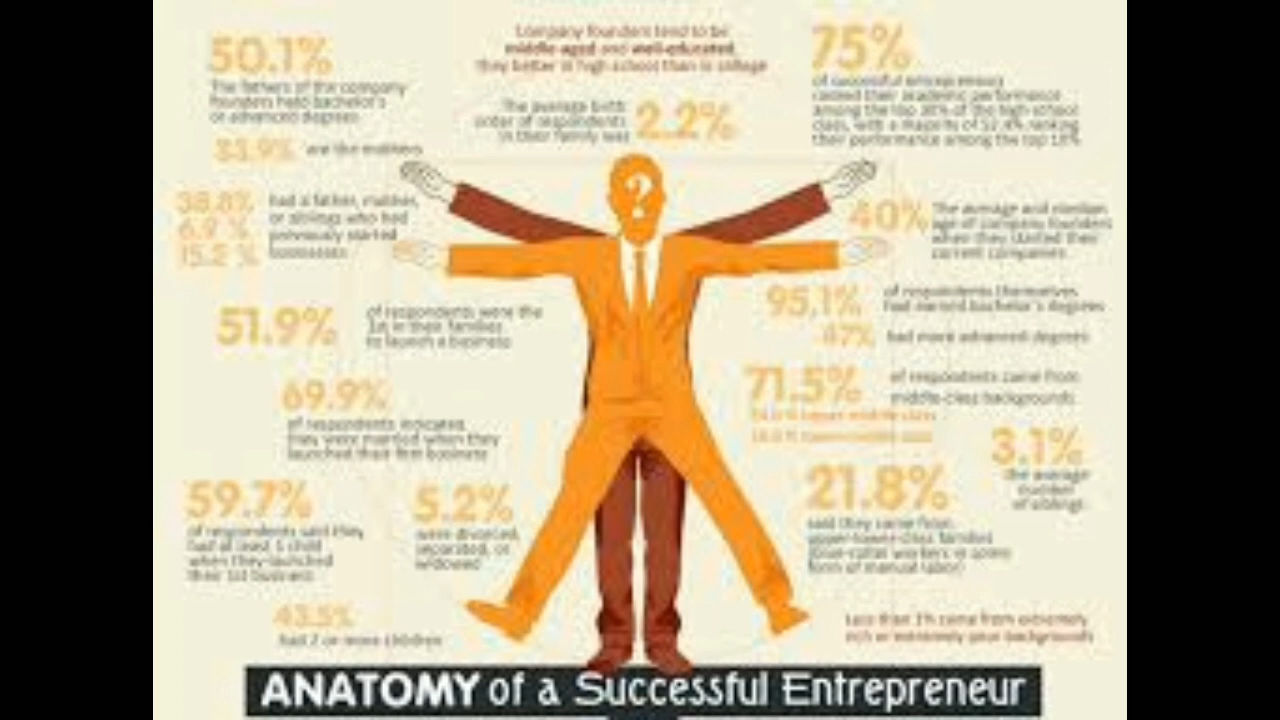 50.1%
The fathers of the company
founders held bachelor's
or advanced degrees
are the mothers
38.8%
6.9 %
15.2 %
had a father, mother,
or siblings who had
previously started
businesses
51.9%
of respondents were the
1st in their families
to launch a business
69.9%
of respondents indicated
they were married when they
launched their first business
59.7%
of respondents said they
had at least 1 child
when they launched
their 1st business
5.2%
were divorced,
separated, or
widowed
43.5%
had 2 or more children
Company founders tend to be
middle-aged and well-educated,
they better in high school than in college
The average birth
order of respondents
in their family was
2.2%
?
75%
of successful entrepreneurs
ranked their academic performance
among the top 30% of the high school
class, with a majority of 52.4% ranking
their performance among the top 10%
40%
The average and median
age of company founders
when they started their
current companies
95,1%
of respondents themselves
had earned bachelor's degrees
47%
had more advanced degrees
71.5%
of respondents came from
middle-class backgrounds
upper middle class
lower middle class
3.1%
The average
number
of siblings
21.8%
said they came from
upper-lower-class families
(blue-collar workers in some
form of manual labor)
Less than 1% came from extremely
rich or extremely poor backgrounds
ANATOMY of a Successful Entrepreneur